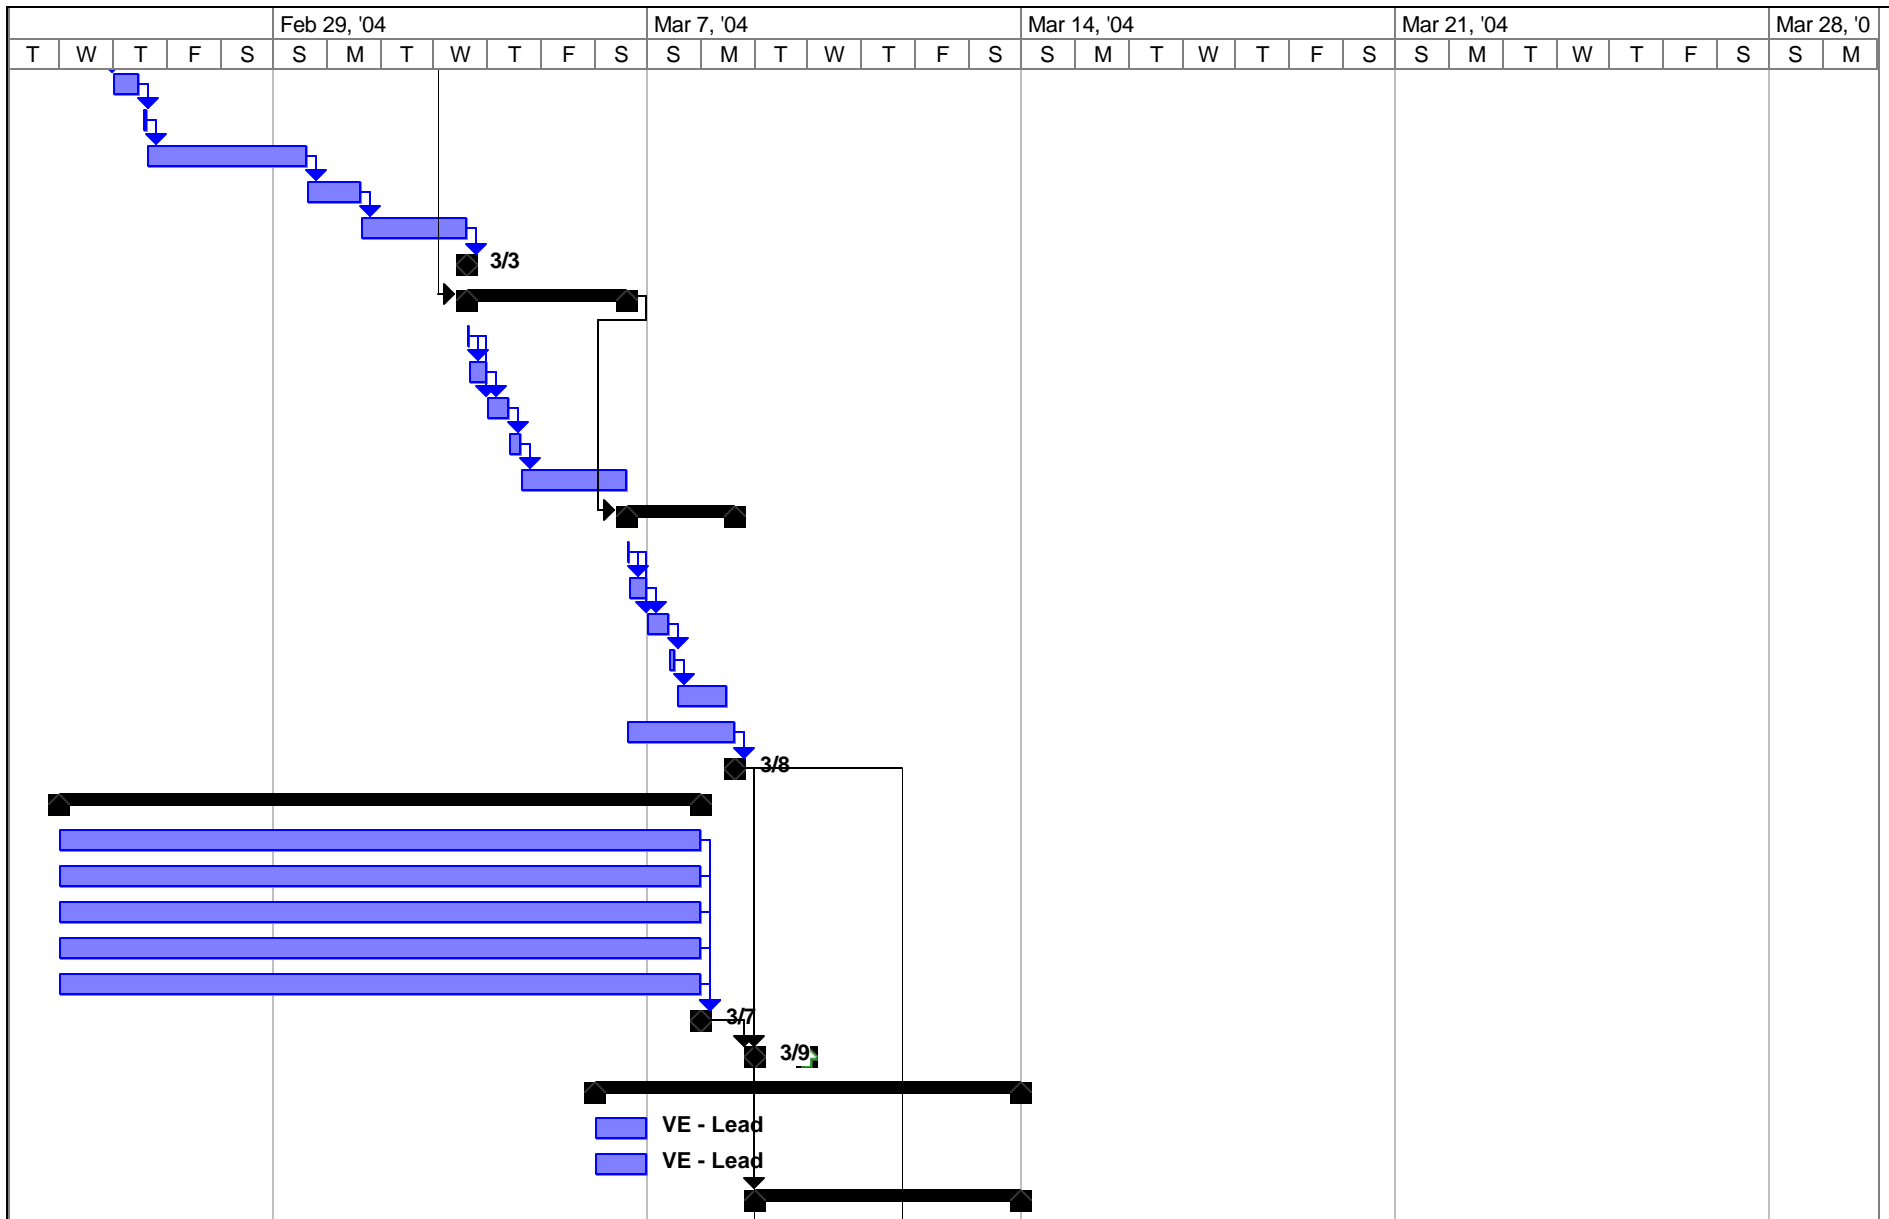 Feb 29, '04 Mar 7, '04 Mar 14, '04 Mar 21, '04 Mar 28, '0
T W T F S S M T W T F S S M T W T F S S M T W T F S S M T W T F S S M
3/3
3/8
3/7
3/9
VE - Lead
VE - Lead